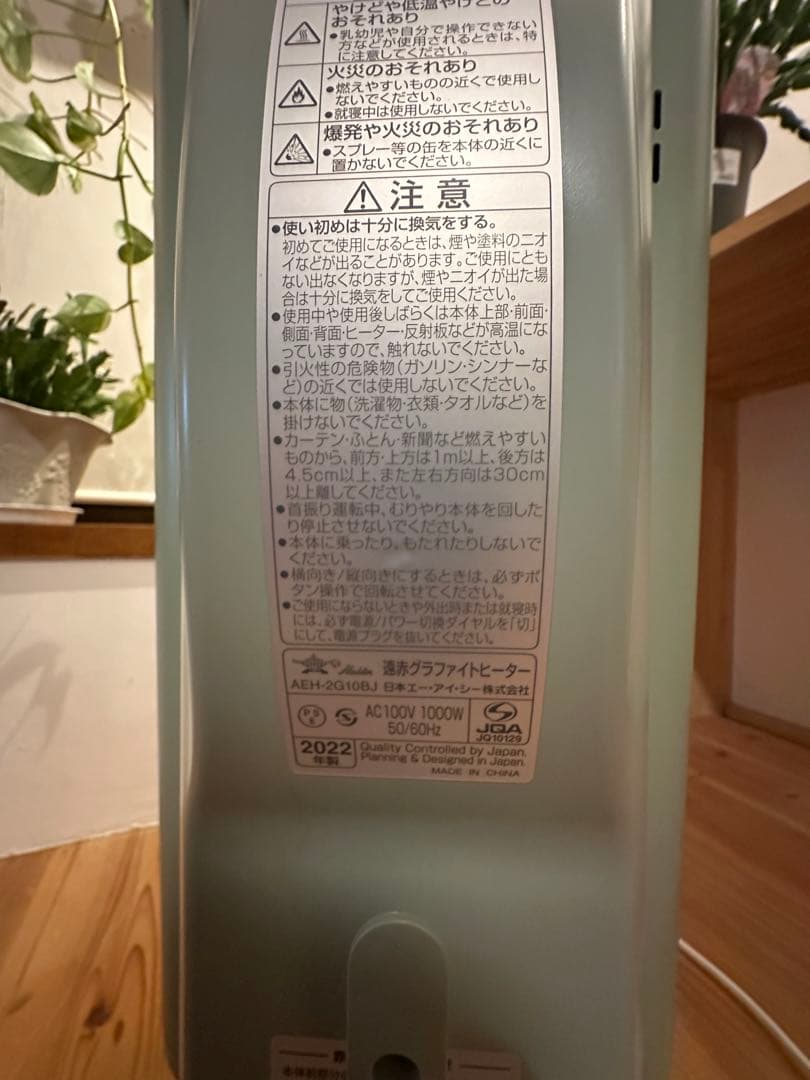 やけどや低温やけどの
おそれあり
●乳幼児や自分で操作できない
方などが使用されるときは、特
に注意してください。
火災のおそれあり
●燃えやすいものの近くで使用し
ないでください。
●就寝中は使用しないでください。
爆発や火災のおそれあり
●スプレー等の缶を本体の近くに
置かないでください。
注意
●使い初めは十分に換気をする。
初めてご使用になるときは、煙や塗料のニオ
イなどが出ることがあります。ご使用にとも
ない出なくなりますが、煙やニオイが出た場
合は十分に換気をしてご使用ください。
●使用中や使用後しばらくは本体上部・前面・
側面・背面・ヒーター・反射板などが高温にな
っていますので、触れないでください。
●引火性の危険物(ガソリン・シンナーな
ど)の近くでは使用しないでください。
●本体に物(洗濯物・衣類・タオルなど)を
掛けないでください。
●カーテン・ふとん・新聞など燃えやすい
ものから、前方・上方は1m以上、後方は
4.5cm以上、また左右方向は30cm
以上離してください。
●首振り運転中、むりやり本体を回した
り停止させないでください。
●本体に乗ったり、もたれたりしないで
ください。
●横向き/縦向きにするときは、必ずボ
タン操作で回転させてください。
●ご使用にならないときや外出時または就寝時
には、必ず電源/パワー切換ダイヤルを「切」
にして、電源プラグを抜いてください。
Aladdin 遠赤グラファイトヒーター
AEH-2G10BJ 日本エー・アイ・シー株式会社
PSE AC100V 1000W
50/60Hz
JQA
JQ10129
2022
年製
Quality Controlled by Japan.
Planning & Designed in Japan.
MADE IN CHINA